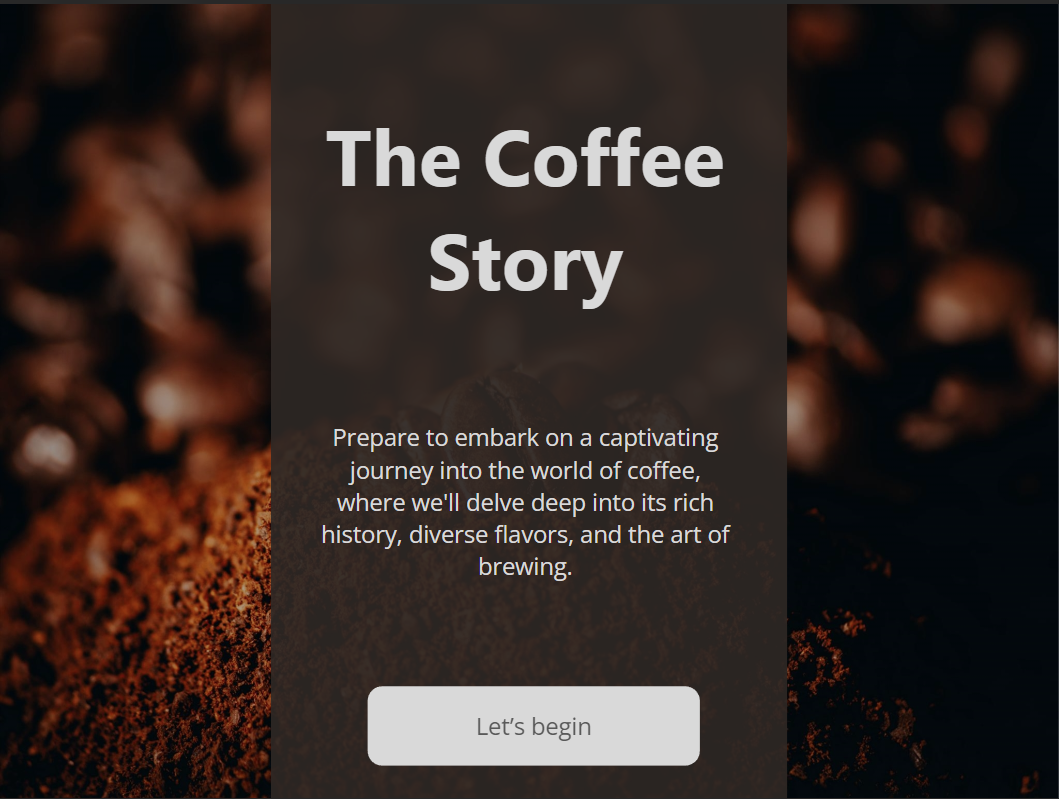 The Coffee
Story
Prepare to embark on a captivating
journey into the world of coffee,
where we'll delve deep into its rich
history, diverse flavors, and the art of
brewing.
Let’s begin